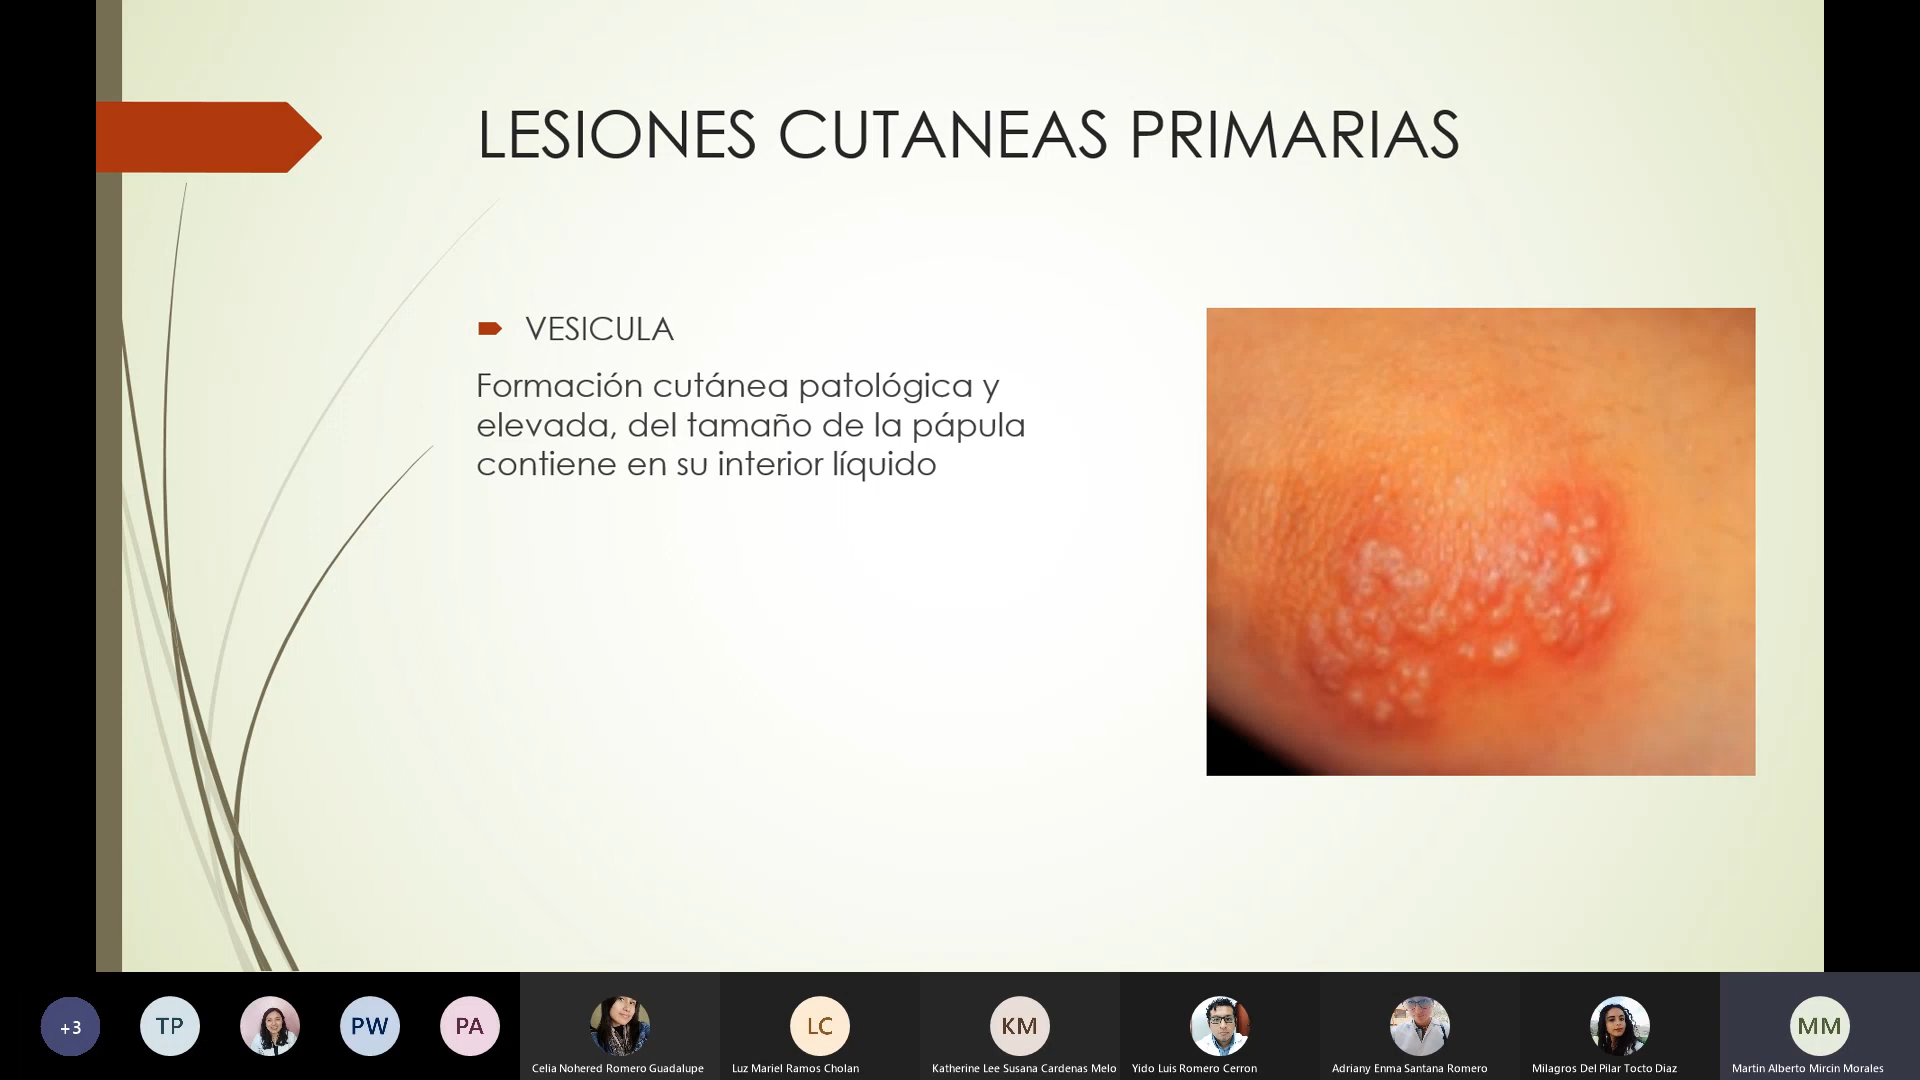 LESIONES CUTANEAS PRIMARIAS
VESICULA
Formación cutánea patológica y
elevada, del tamaño de la pápula
contiene en su interior líquido
+3
TP
PW
PA
LC
KM
MM
Celia Nohered Romero Guadalupe
Luz Mariel Ramos Cholan
Katherine Lee Susana Cardenas Melo
Yido Luis Romero Cerron
Adriany Enma Santana Romero
Milagros Del Pilar Tocto Diaz
Martin Alberto Mircin Morales